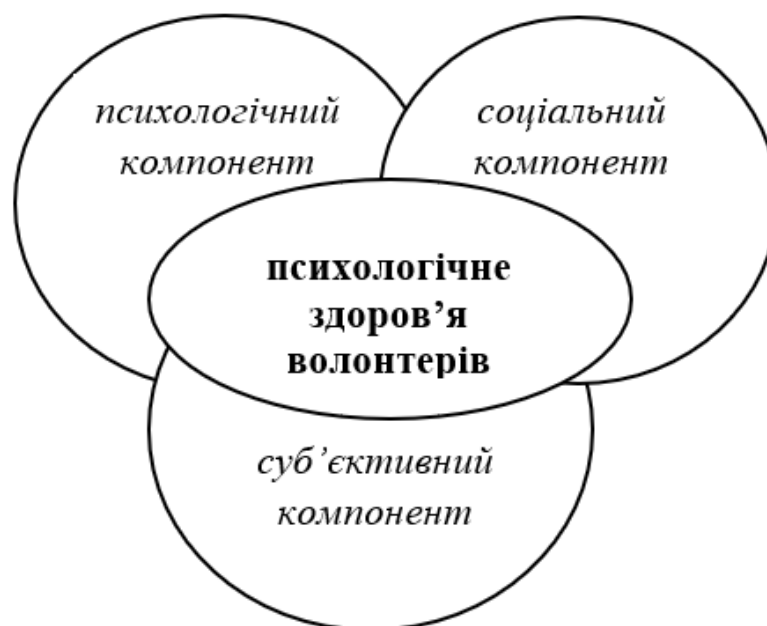 психологічний
компонент
соціальний
компонент
психологічне
здоров’я
волонтерів
суб’єктивний
компонент